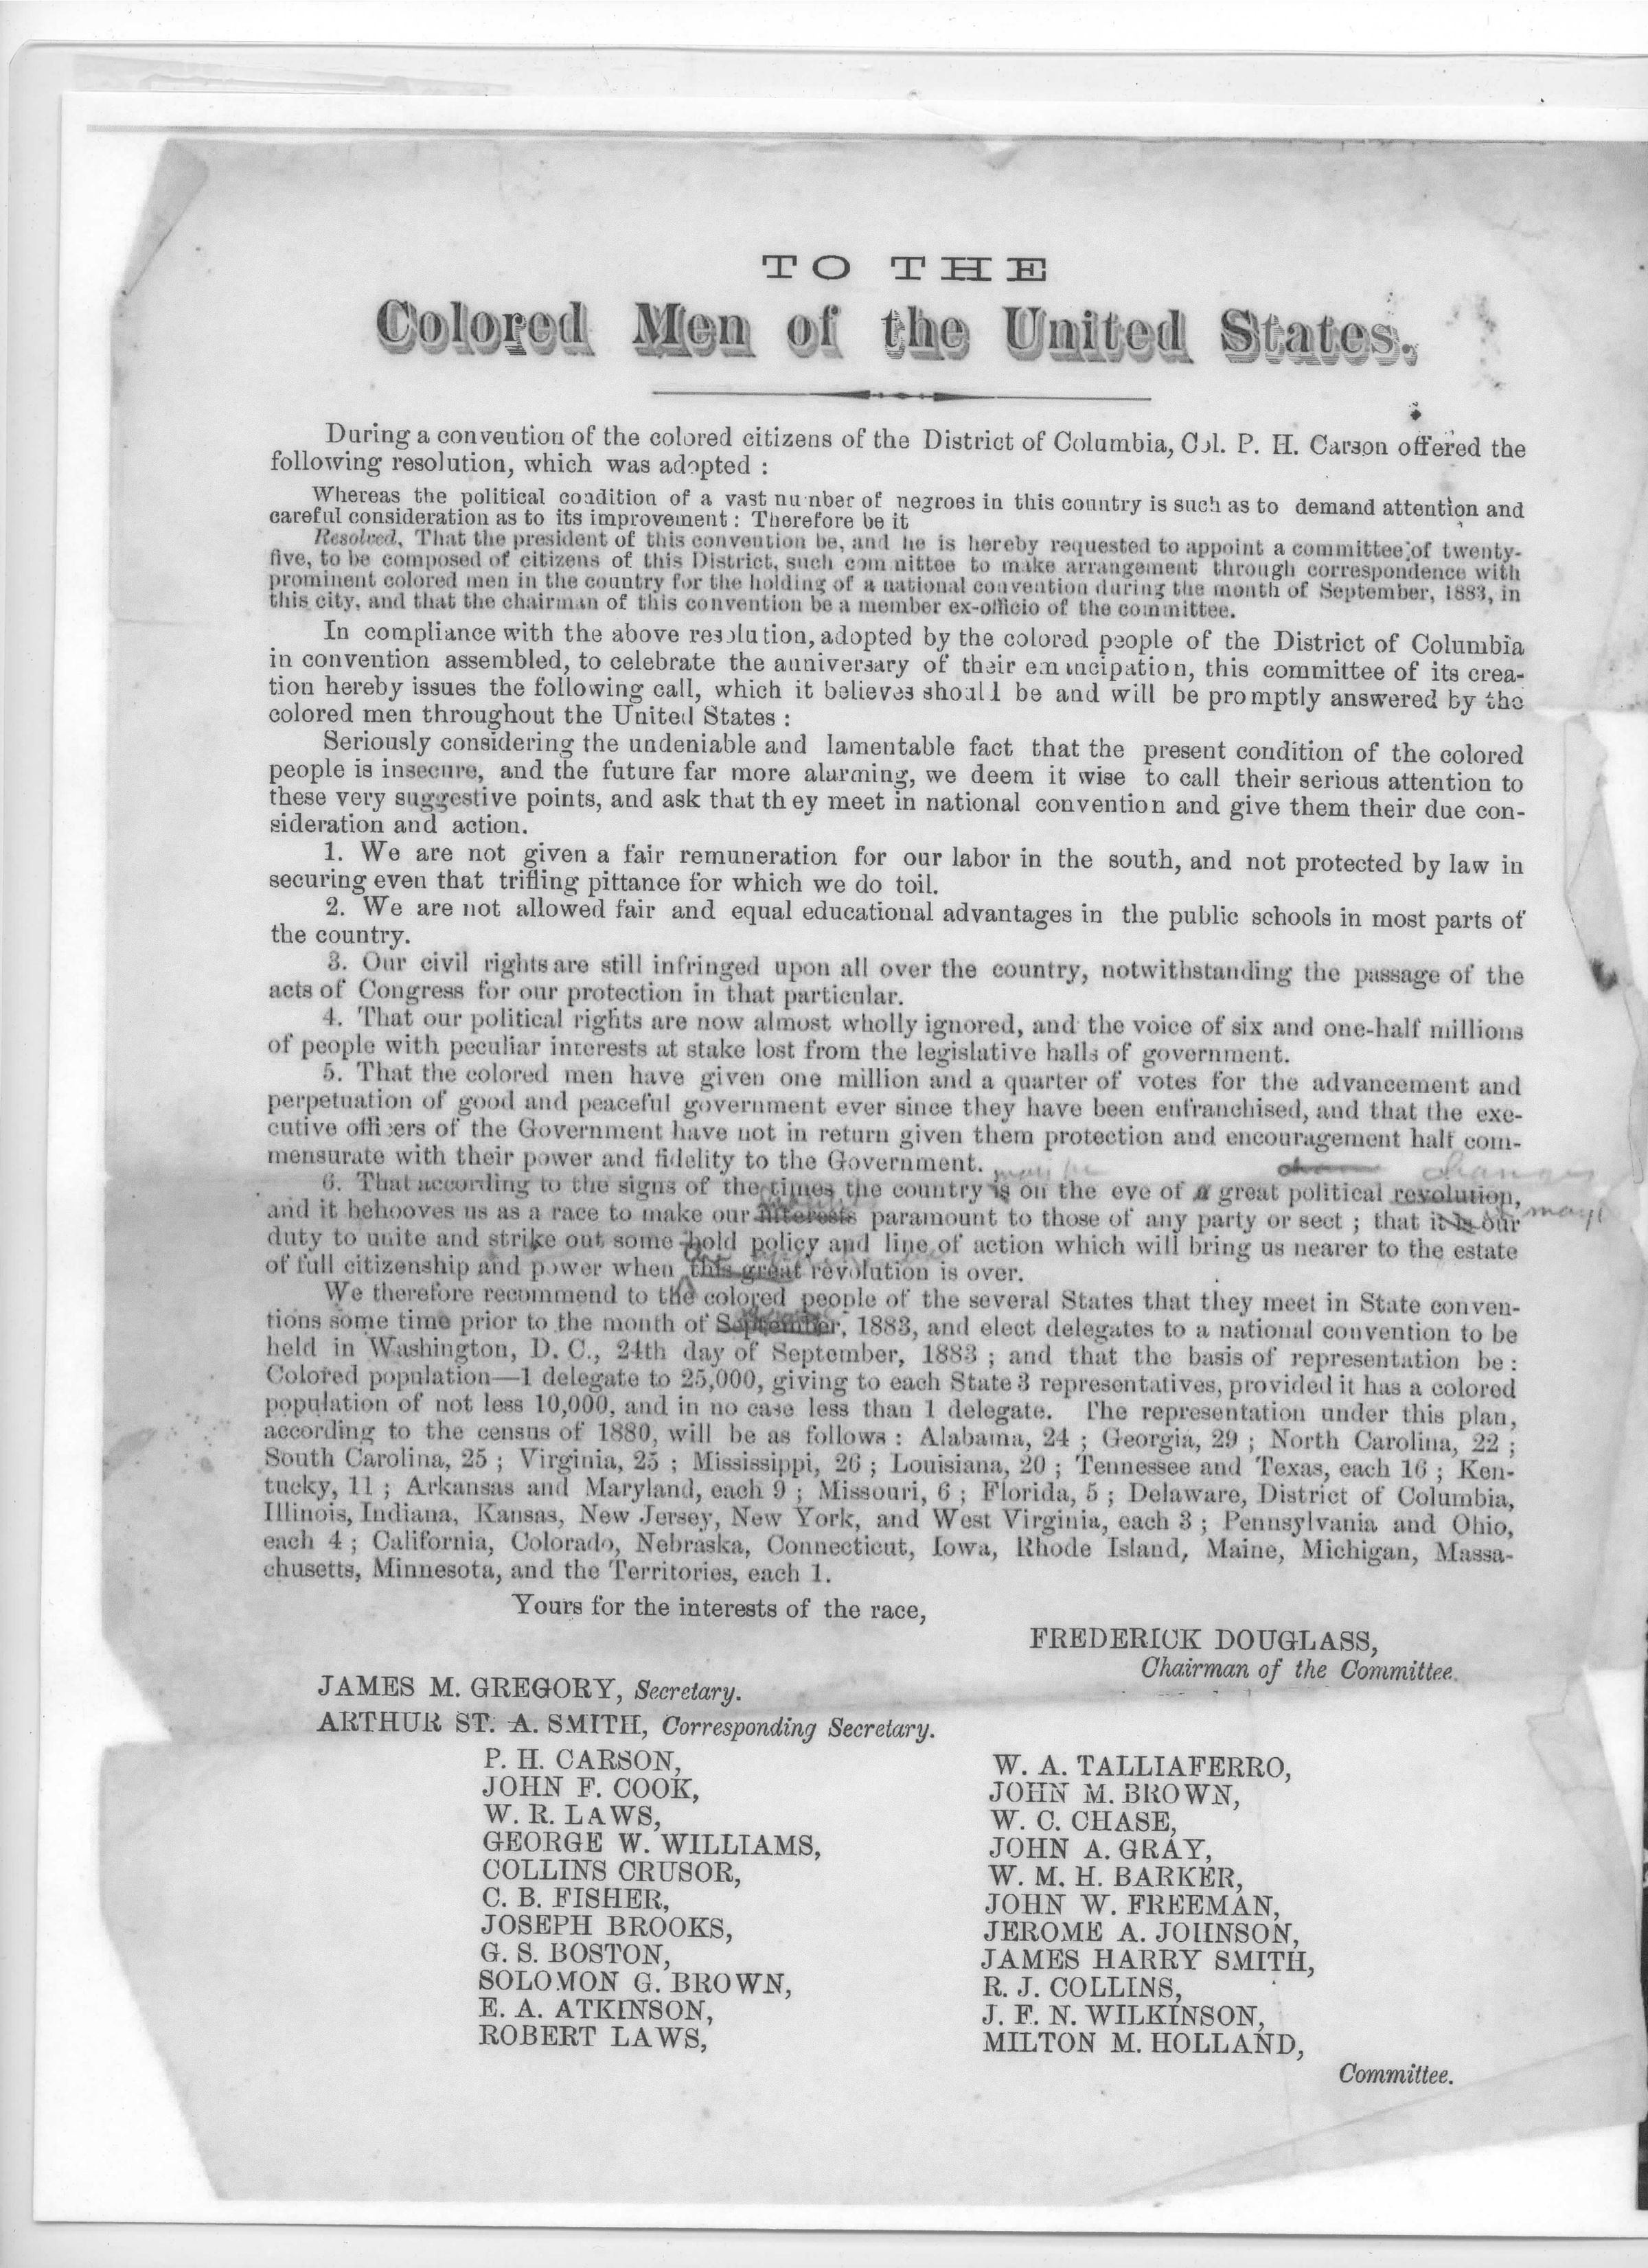 TO THE
Colored Men of the United States.
During a convention of the colored citizens of the District of Columbia, Col. P. H. Carson offered the
following resolution, which was adopted :
Whereas the political condition of a vast number of negroes in this country is such as to demand attention and
careful consideration as to its improvement : Therefore be it
Resolved, That the president of this convention be, and he is hereby requested to appoint a committee of twenty-
five, to be composed of citizens of this District, such committee to make arrangement through correspondence with
prominent colored men in the country for the holding of a national convention during the month of September, 1883, in
this city, and that the chairman of this convention be a member ex-officio of the committee.
In compliance with the above resolution, adopted by the colored people of the District of Columbia
in convention assembled, to celebrate the anniversary of their emancipation, this committee of its crea-
tion hereby issues the following call, which it believes should be and will be promptly answered by the
colored men throughout the United States :
Seriously considering the undeniable and lamentable fact that the present condition of the colored
people is insecure, and the future far more alarming, we deem it wise to call their serious attention to
these very suggestive points, and ask that they meet in national convention and give them their due con-
sideration and action.
1. We are not given a fair remuneration for our labor in the south, and not protected by law in
securing even that trifling pittance for which we do toil.
2. We are not allowed fair and equal educational advantages in the public schools in most parts of
the country.
3. Our civil rights are still infringed upon all over the country, notwithstanding the passage of the
acts of Congress for our protection in that particular.
4. That our political rights are now almost wholly ignored, and the voice of six and one-half millions
of people with peculiar interests at stake lost from the legislative halls of government.
5. That the colored men have given one million and a quarter of votes for the advancement and
perpetuation of good and peaceful government ever since they have been enfranchised, and that the exe-
cutive officers of the Government have not in return given them protection and encouragement half com-
mensurate with their power and fidelity to the Government.
may be changes
6. That according to the signs of the times the country is on the eve of a great political revolution,
and it behooves us as a race to make our interests paramount to those of any party or sect ; that it is our may
duty to unite and strike out some bold policy and line of action which will bring us nearer to the estate
of full citizenship and power when this great revolution is over.
We therefore recommend to the colored people of the several States that they meet in State conven-
tions some time prior to the month of September, 1883, and elect delegates to a national convention to be
held in Washington, D. C., 24th day of September, 1883 ; and that the basis of representation be :
Colored population—1 delegate to 25,000, giving to each State 3 representatives, provided it has a colored
population of not less 10,000, and in no case less than 1 delegate. The representation under this plan,
according to the census of 1880, will be as follows : Alabama, 24 ; Georgia, 29 ; North Carolina, 22 ;
South Carolina, 25 ; Virginia, 25 ; Mississippi, 26 ; Louisiana, 20 ; Tennessee and Texas, each 16 ; Ken-
tucky, 11 ; Arkansas and Maryland, each 9 ; Missouri, 6 ; Florida, 5 ; Delaware, District of Columbia,
Illinois, Indiana, Kansas, New Jersey, New York, and West Virginia, each 3 ; Pennsylvania and Ohio,
each 4 ; California, Colorado, Nebraska, Connecticut, Iowa, Rhode Island, Maine, Michigan, Massa-
chusetts, Minnesota, and the Territories, each 1.
Yours for the interests of the race,
FREDERICK DOUGLASS,
Chairman of the Committee.
JAMES M. GREGORY, Secretary.
ARTHUR ST. A. SMITH, Corresponding Secretary.
P. H. CARSON,
JOHN F. COOK,
W. R. LAWS,
GEORGE W. WILLIAMS,
COLLINS CRUSOR,
C. B. FISHER,
JOSEPH BROOKS,
G. S. BOSTON,
SOLOMON G. BROWN,
E. A. ATKINSON,
ROBERT LAWS,
W. A. TALLIAFERRO,
JOHN M. BROWN,
W. C. CHASE,
JOHN A. GRAY,
W. M. H. BARKER,
JOHN W. FREEMAN,
JEROME A. JOHNSON,
JAMES HARRY SMITH,
R. J. COLLINS,
J. F. N. WILKINSON,
MILTON M. HOLLAND,
Committee.